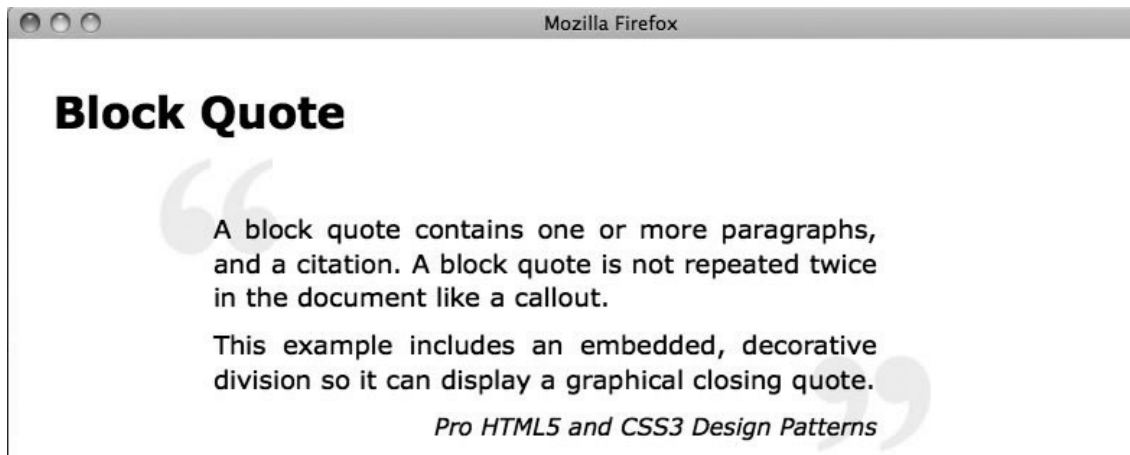 Mozilla Firefox
Block Quote
“
A block quote contains one or more paragraphs,
and a citation. A block quote is not repeated twice
in the document like a callout.
This example includes an embedded, decorative
division so it can display a graphical closing quote.
”
Pro HTML5 and CSS3 Design Patterns